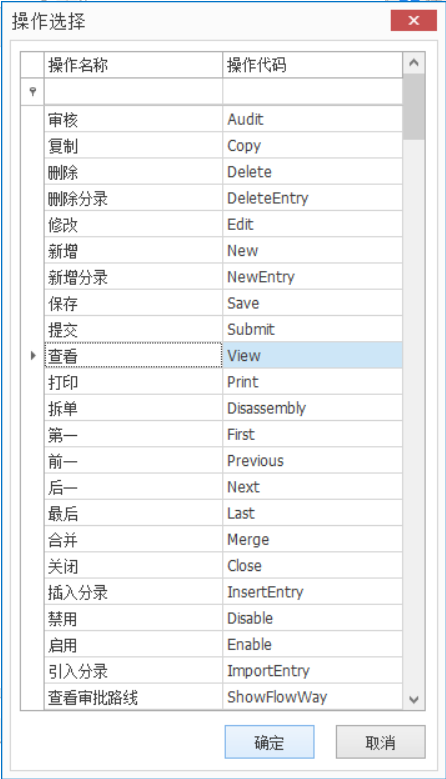 操作选择
操作名称 操作代码
审核 Audit
复制 Copy
删除 Delete
删除分录 DeleteEntry
修改 Edit
新增 New
新增分录 NewEntry
保存 Save
提交 Submit
查看 View
打印 Print
拆单 Disassembly
第一 First
前一 Previous
后一 Next
最后 Last
合并 Merge
关闭 Close
插入分录 InsertEntry
禁用 Disable
启用 Enable
引入分录 ImportEntry
查看审批路线 ShowFlowWay
确定 取消